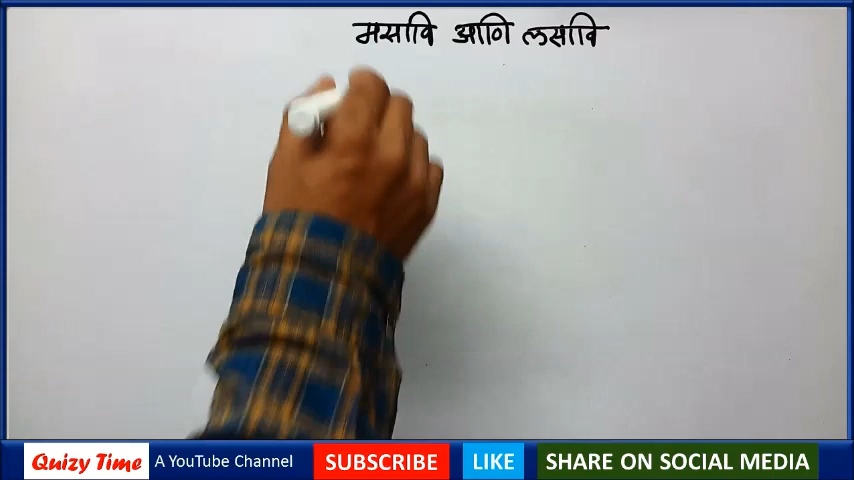 मसावि आणि लसावि
Quizy Time A YouTube Channel SUBSCRIBE LIKE SHARE ON SOCIAL MEDIA